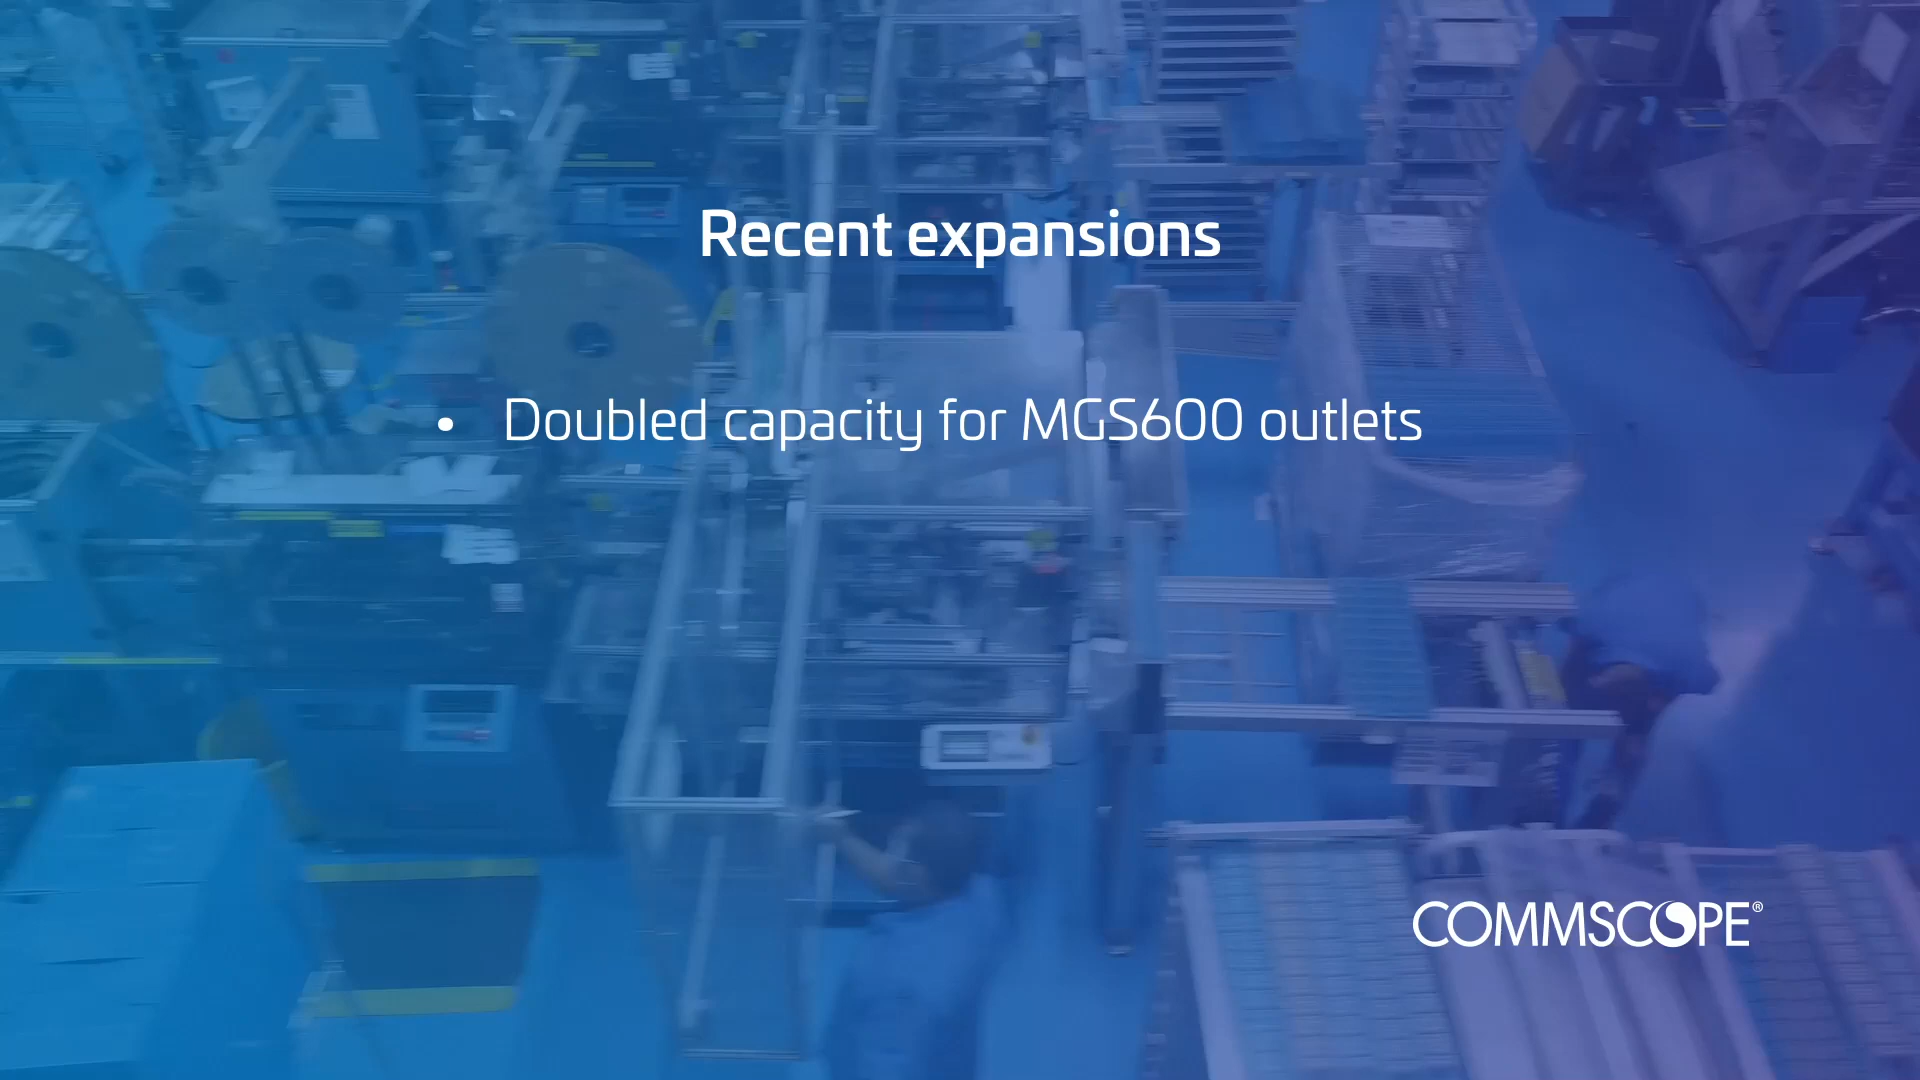 Recent expansions
• Doubled capacity for MGS600 outlets
COMMSCOPE®